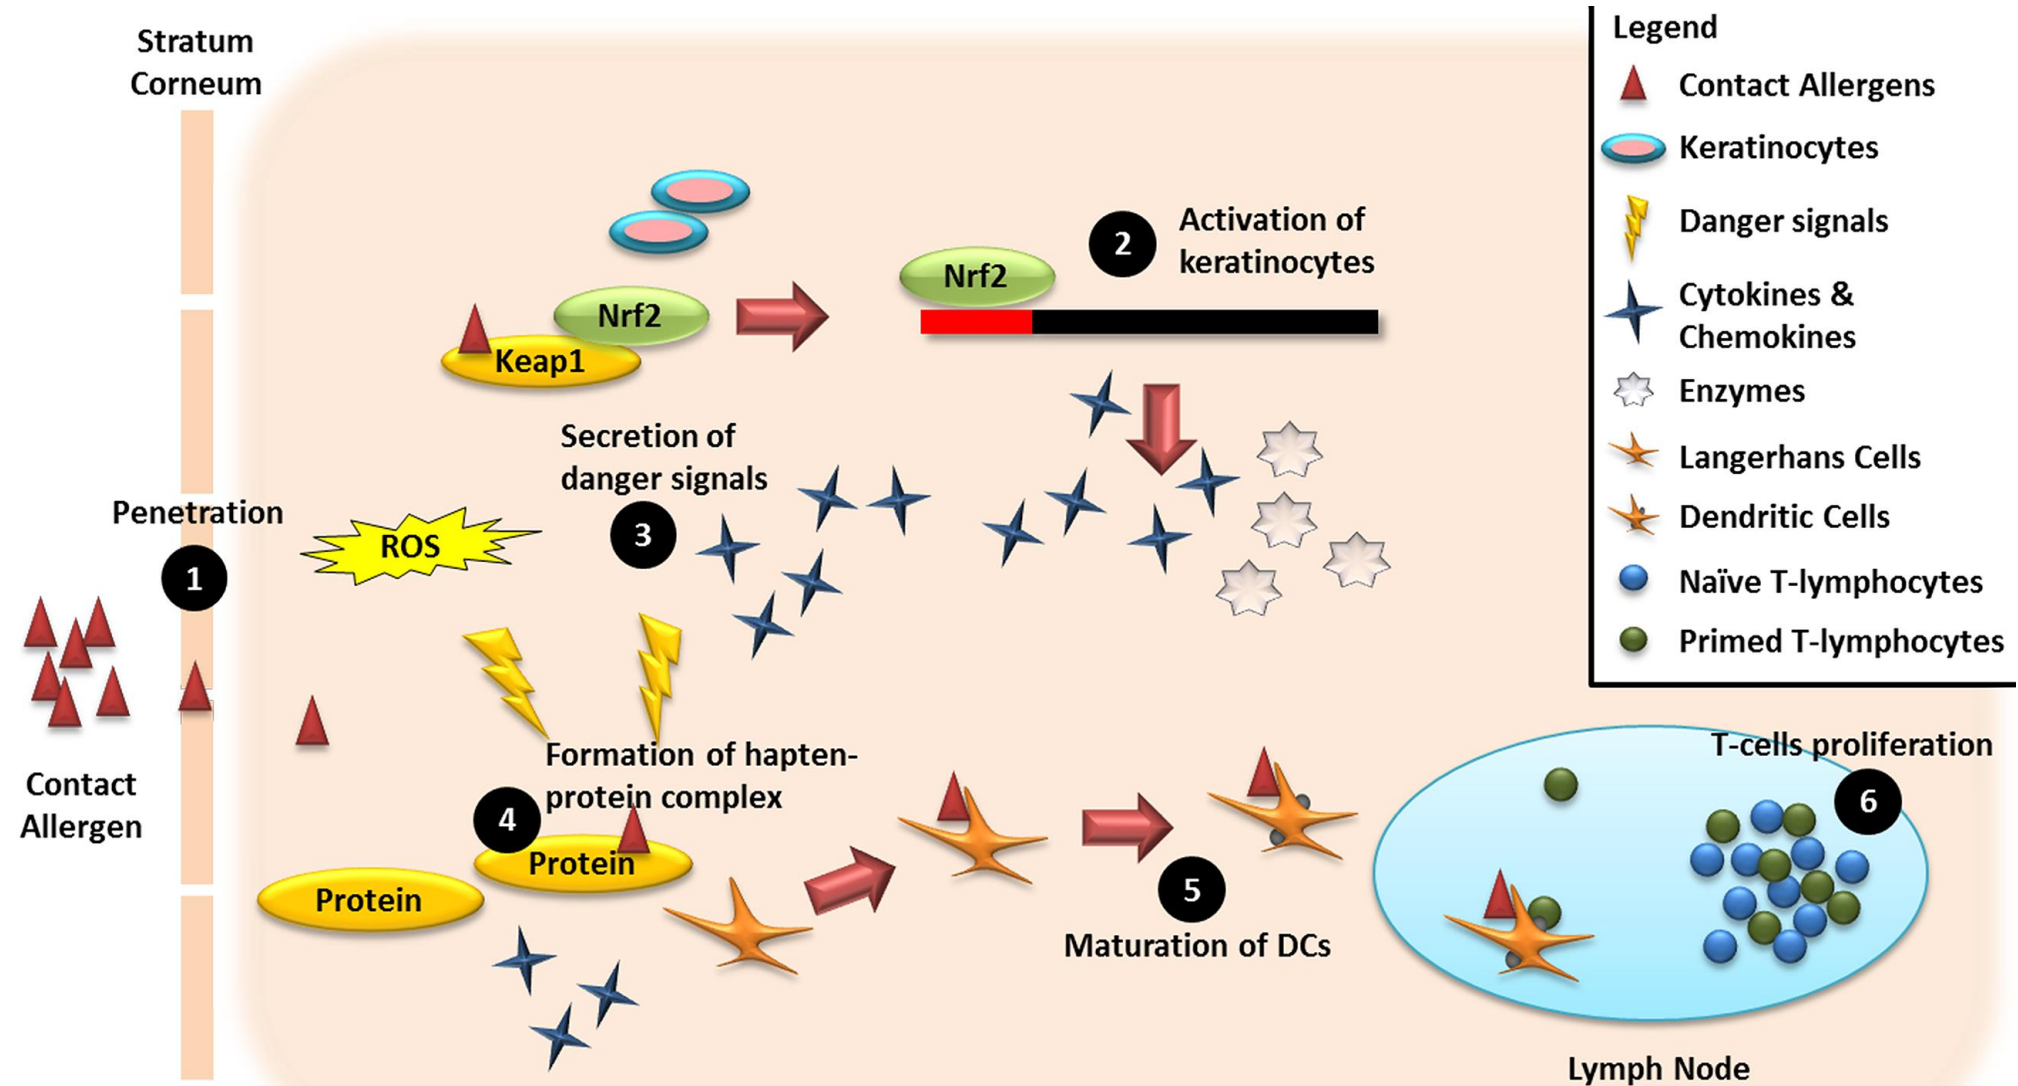 Stratum
Corneum
Nrf2
Keap1
Nrf2
2
Activation of
keratinocytes
Secretion of
danger signals
3
Penetration
1
ROS
Contact
Allergen
Formation of hapten-
protein complex
4
Protein
Protein
5
Maturation of DCs
T-cells proliferation
6
Lymph Node
Legend
Contact Allergens
Keratinocytes
Danger signals
Cytokines &
Chemokines
Enzymes
Langerhans Cells
Dendritic Cells
Naïve T-lymphocytes
Primed T-lymphocytes